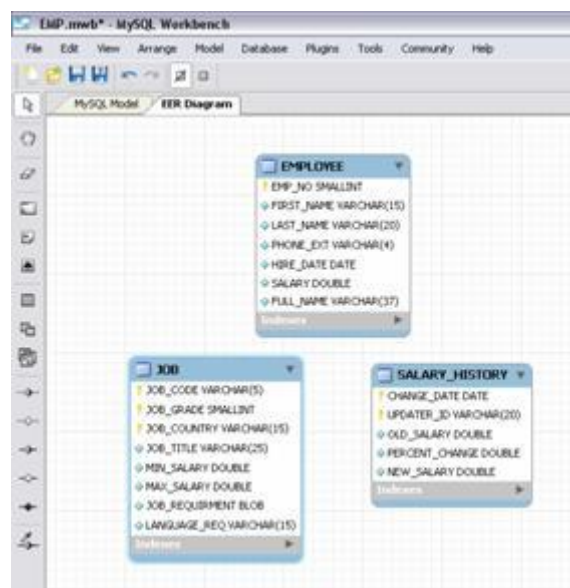 EMP.mwb* - MySQL Workbench
File Edit View Arrange Model Database Plugins Tools Community Help
MySQL Model EER Diagram
EMPLOYEE
EMP_NO SMALLINT
FIRST_NAME VARCHAR(15)
LAST_NAME VARCHAR(20)
PHONE_EXT VARCHAR(4)
HIRE_DATE DATE
SALARY DOUBLE
FULL_NAME VARCHAR(37)
Indexes
JOB
JOB_CODE VARCHAR(5)
JOB_GRADE SMALLINT
JOB_COUNTRY VARCHAR(15)
JOB_TITLE VARCHAR(25)
MIN_SALARY DOUBLE
MAX_SALARY DOUBLE
JOB_REQUIRMENT BLOB
LANGUAGE_REQ VARCHAR(15)
Indexes
SALARY_HISTORY
CHANGE_DATE DATE
UPDATER_ID VARCHAR(20)
OLD_SALARY DOUBLE
PERCENT_CHANGE DOUBLE
NEW_SALARY DOUBLE
Indexes